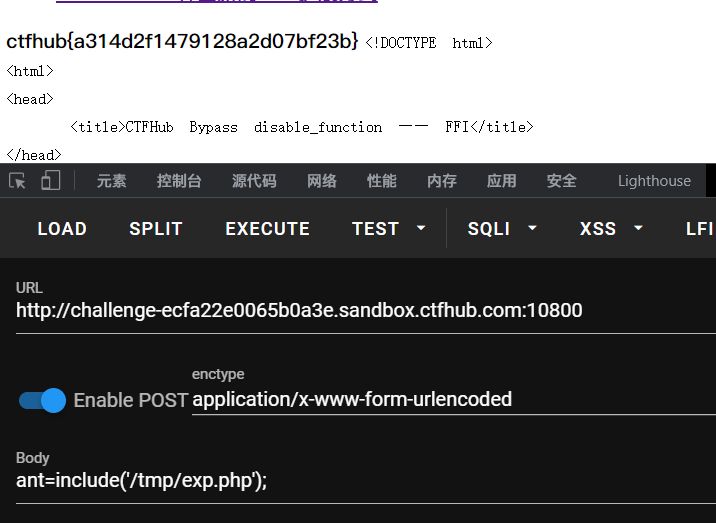 ctfhub{a314d2f1479128a2d07bf23b} <!DOCTYPE html>
<html>
<head>
<title>CTFHub Bypass disable_function —— FFI</title>
</head>
元素 控制台 源代码 网络 性能 内存 应用 安全 Lighthouse
LOAD SPLIT EXECUTE TEST SQLI XSS LFI
URL
http://challenge-ecfa22e0065b0a3e.sandbox.ctfhub.com:10800
enctype
Enable POST application/x-www-form-urlencoded
Body
ant=include('/tmp/exp.php');